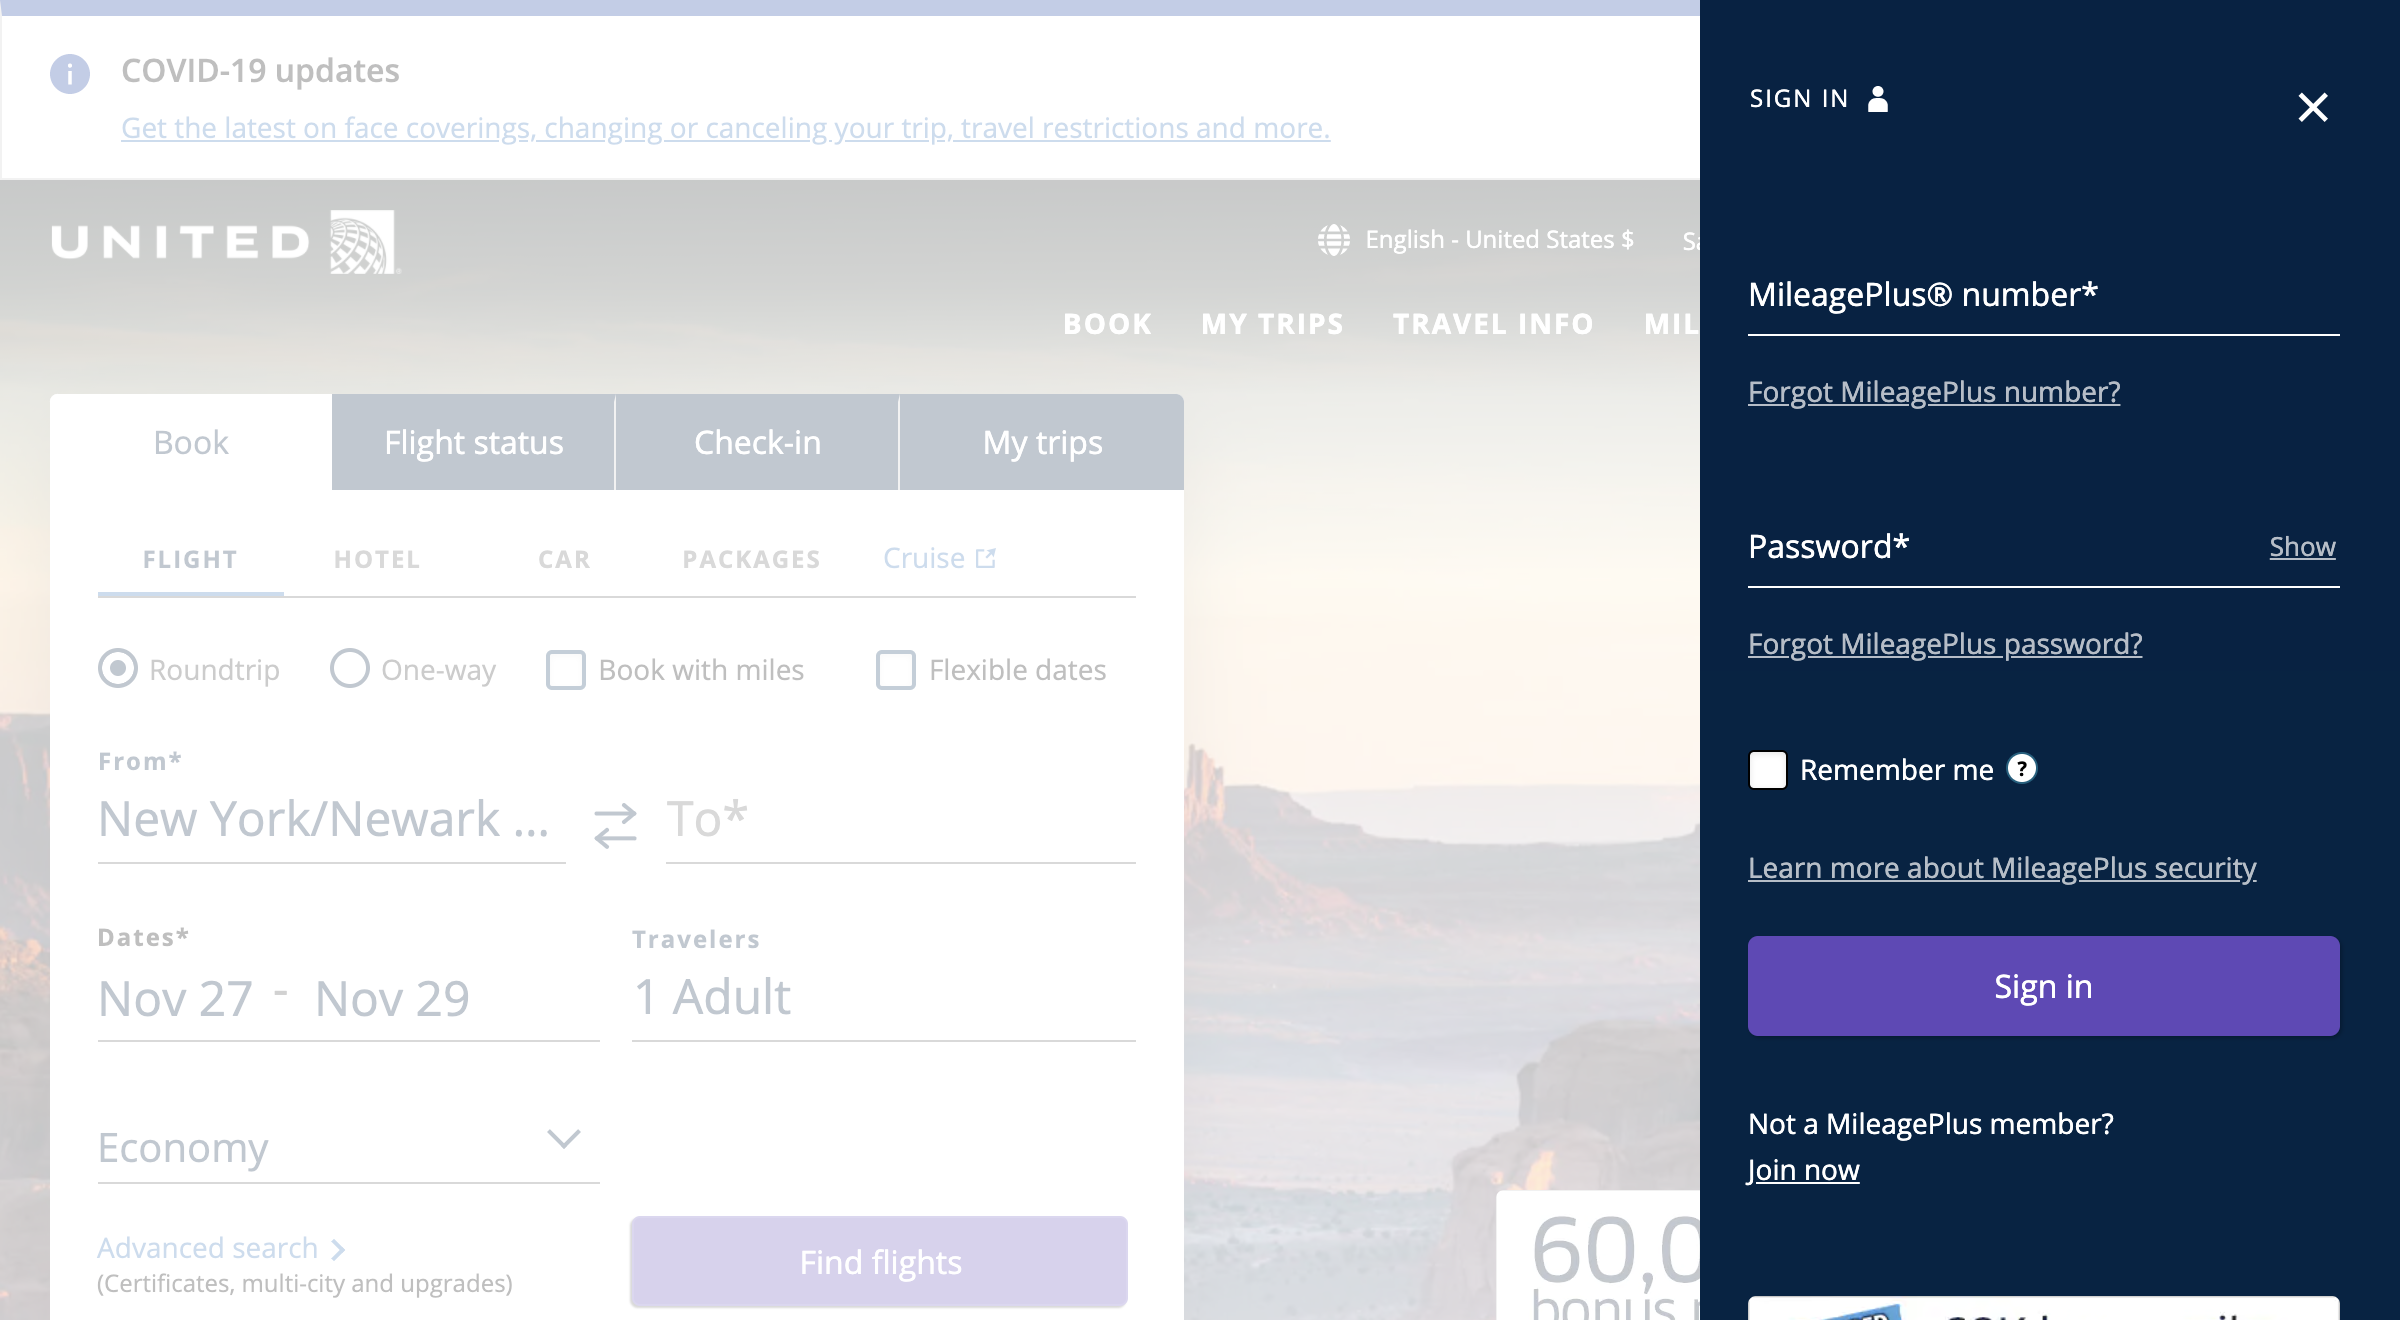 COVID-19 updates
Get the latest on face coverings, changing or canceling your trip, travel restrictions and more.
UNITED
English - United States $
BOOK MY TRIPS TRAVEL INFO
Book Flight status Check-in My trips
FLIGHT HOTEL CAR PACKAGES Cruise
Roundtrip One-way Book with miles Flexible dates
From*
New York/Newark ... To*
Dates* Travelers
Nov 27 - Nov 29 1 Adult
Economy
Advanced search
(Certificates, multi-city and upgrades)
Find flights
60,0
bonus
SIGN IN
MileagePlus® number*
Forgot MileagePlus number?
Password* Show
Forgot MileagePlus password?
Remember me ?
Learn more about MileagePlus security
Sign in
Not a MileagePlus member?
Join now